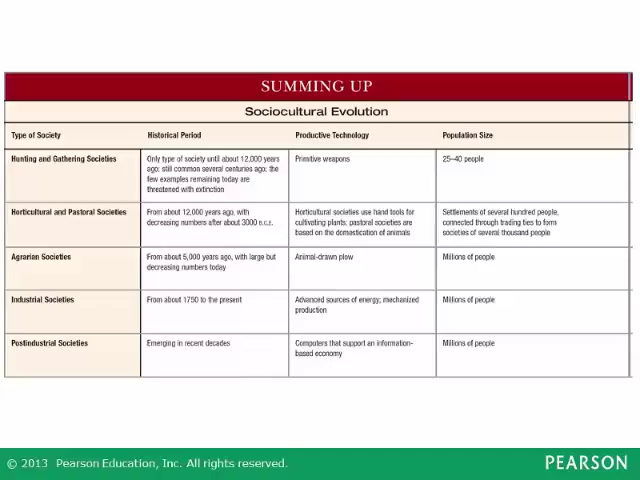 SUMMING UP
Sociocultural Evolution
Type of Society Historical Period Productive Technology Population Size
Hunting and Gathering Societies Only type of society until about 12,000 years Primitive weapons 25–40 people
ago; still common several centuries ago; the
few examples remaining today are
threatened with extinction
Horticultural and Pastoral Societies From about 12,000 years ago, with Horticultural societies use hand tools for Settlements of several hundred people,
decreasing numbers after about 3000 B.C.E. cultivating plants; pastoral societies are connected through trading ties to form
based on the domestication of animals societies of several thousand people
Agrarian Societies From about 5,000 years ago, with large but Animal-drawn plow Millions of people
decreasing numbers today
Industrial Societies From about 1750 to the present Advanced sources of energy; mechanized Millions of people
production
Postindustrial Societies Emerging in recent decades Computers that support an information- Millions of people
based economy
© 2013 Pearson Education, Inc. All rights reserved. PEARSON